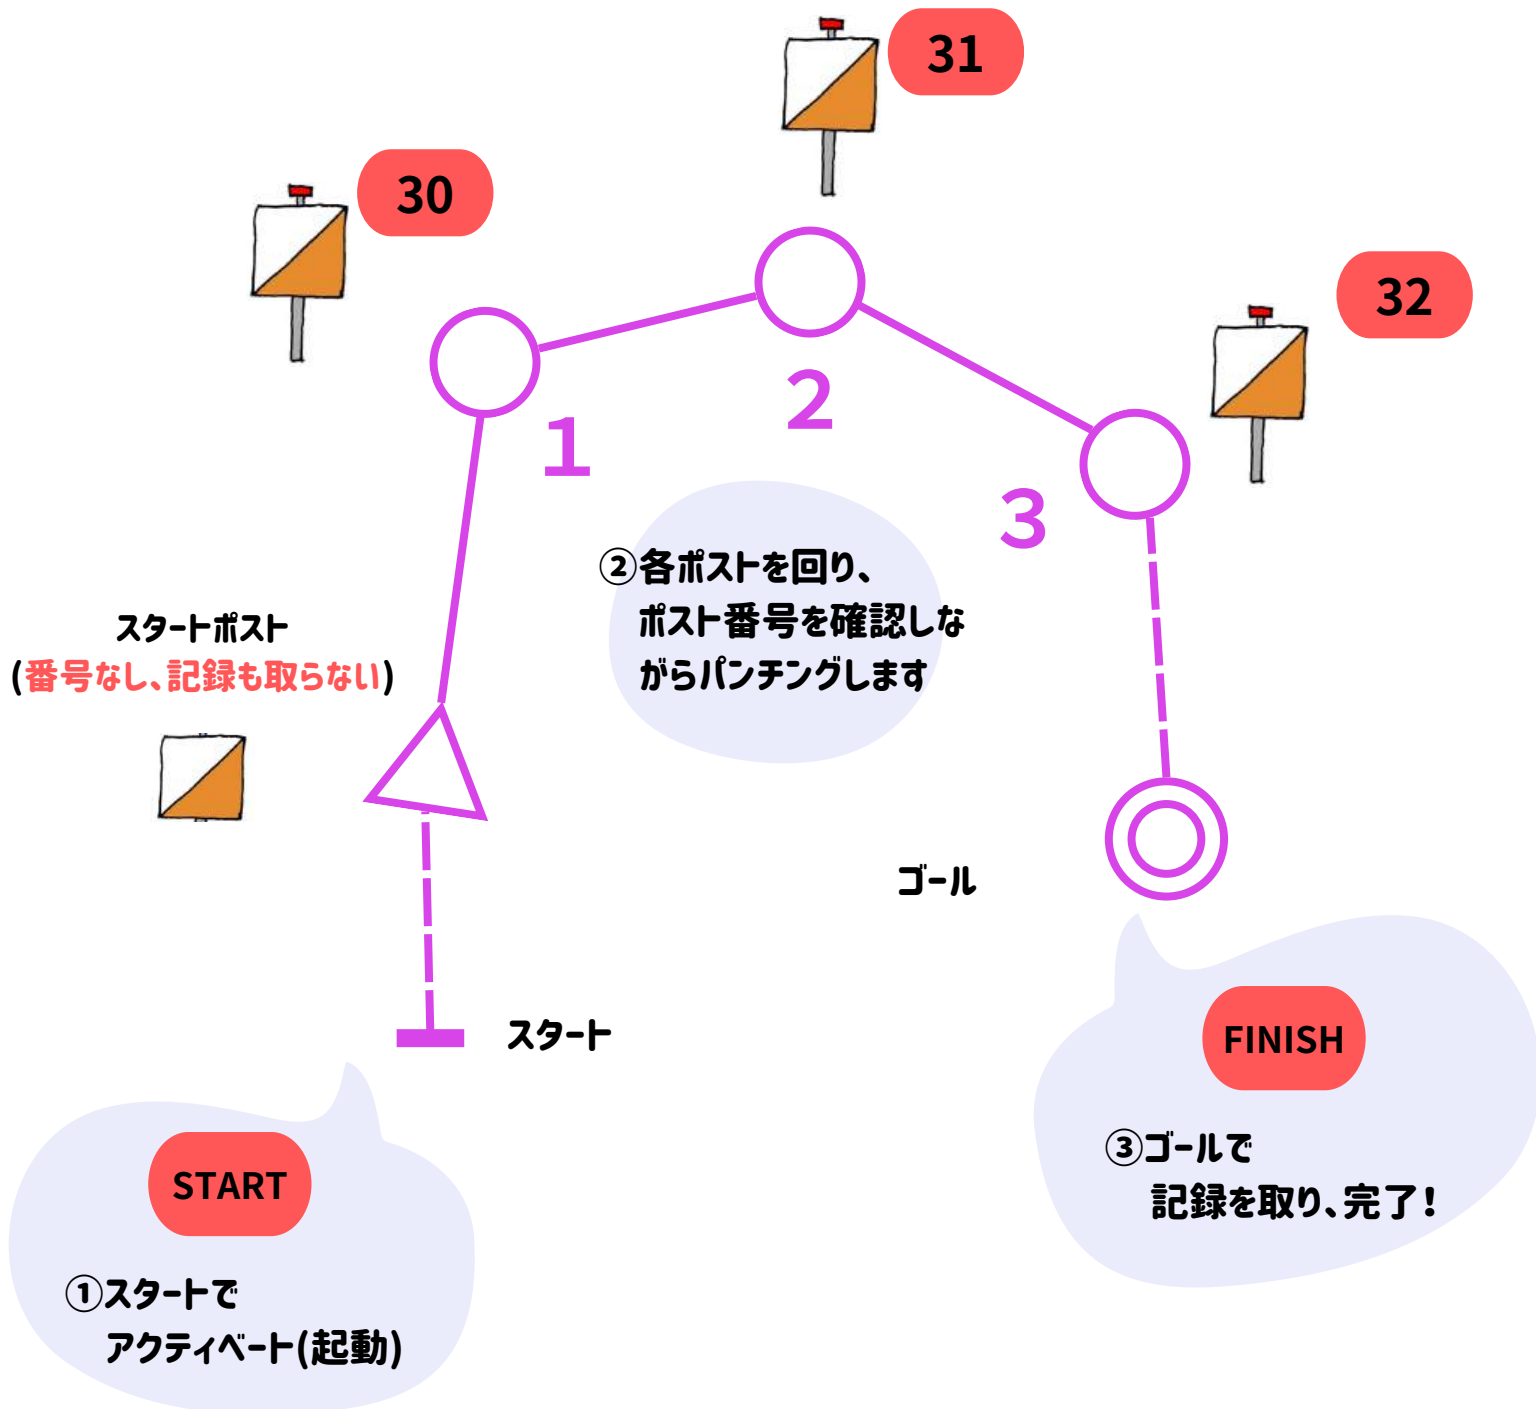 31
30
32
1
2
3
②各ポストを回り、
ポスト番号を確認しな
がらパンチングします
スタートポスト
(番号なし、記録も取らない)
ゴール
スタート
START
①スタートで
アクティベート(起動)
FINISH
③ゴールで
記録を取り、完了!